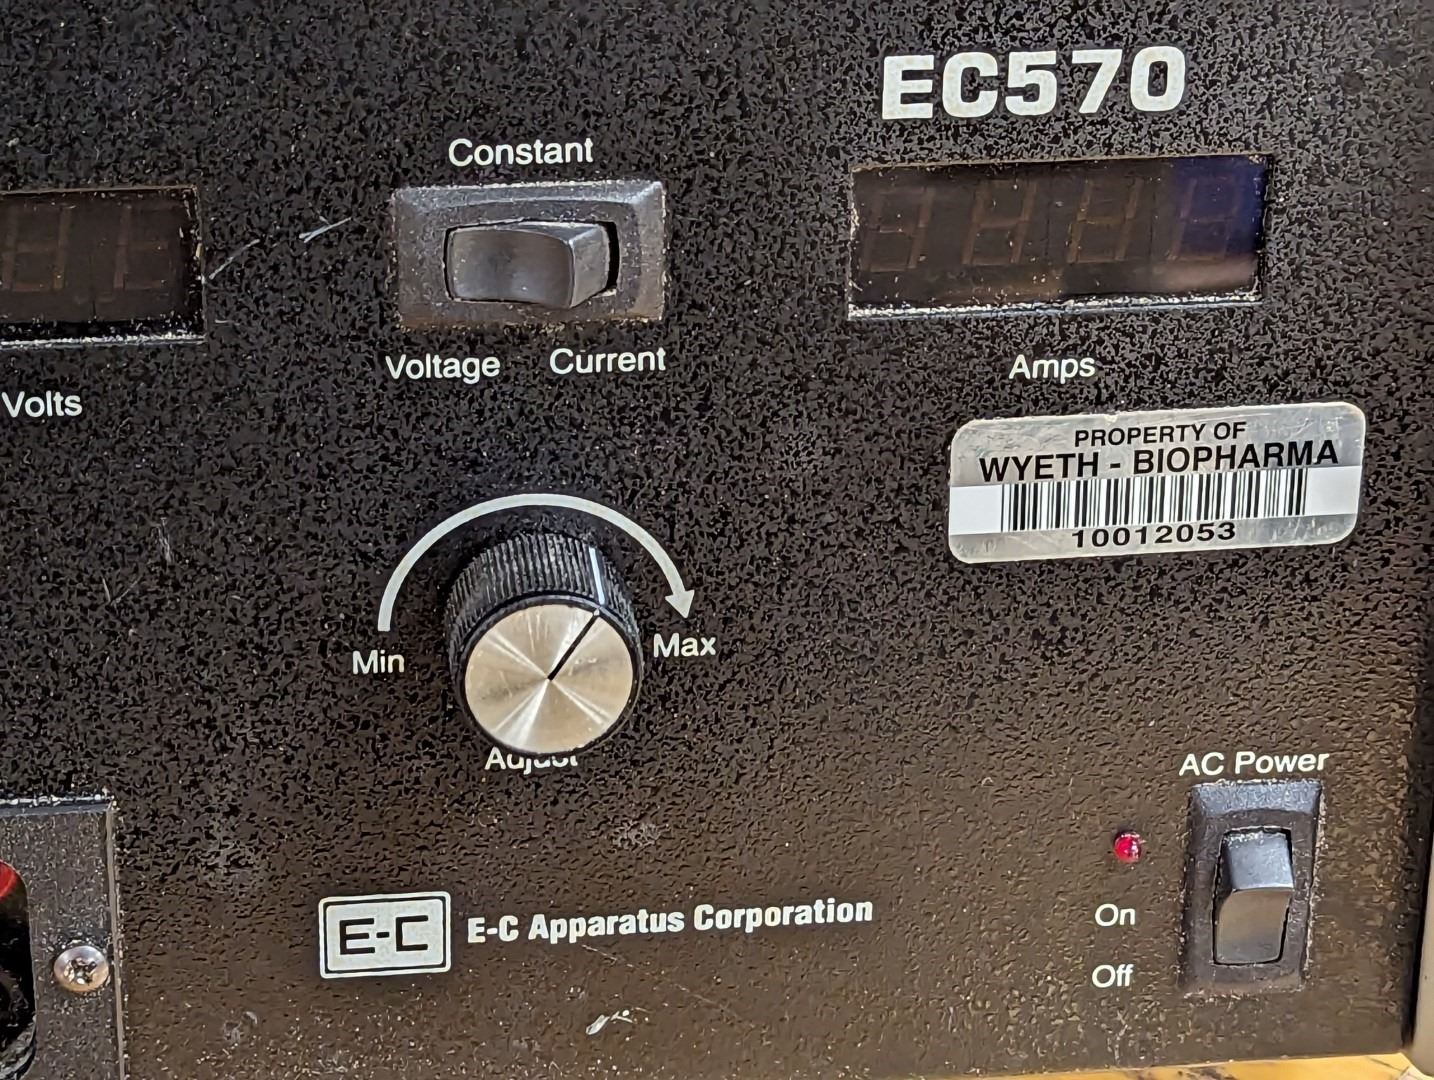 EC570
Constant
Voltage Current
Volts
Amps
PROPERTY OF
WYETH - BIOPHARMA
10012053
Min
Max
Adjust
AC Power
On
Off
E-C
E-C Apparatus Corporation